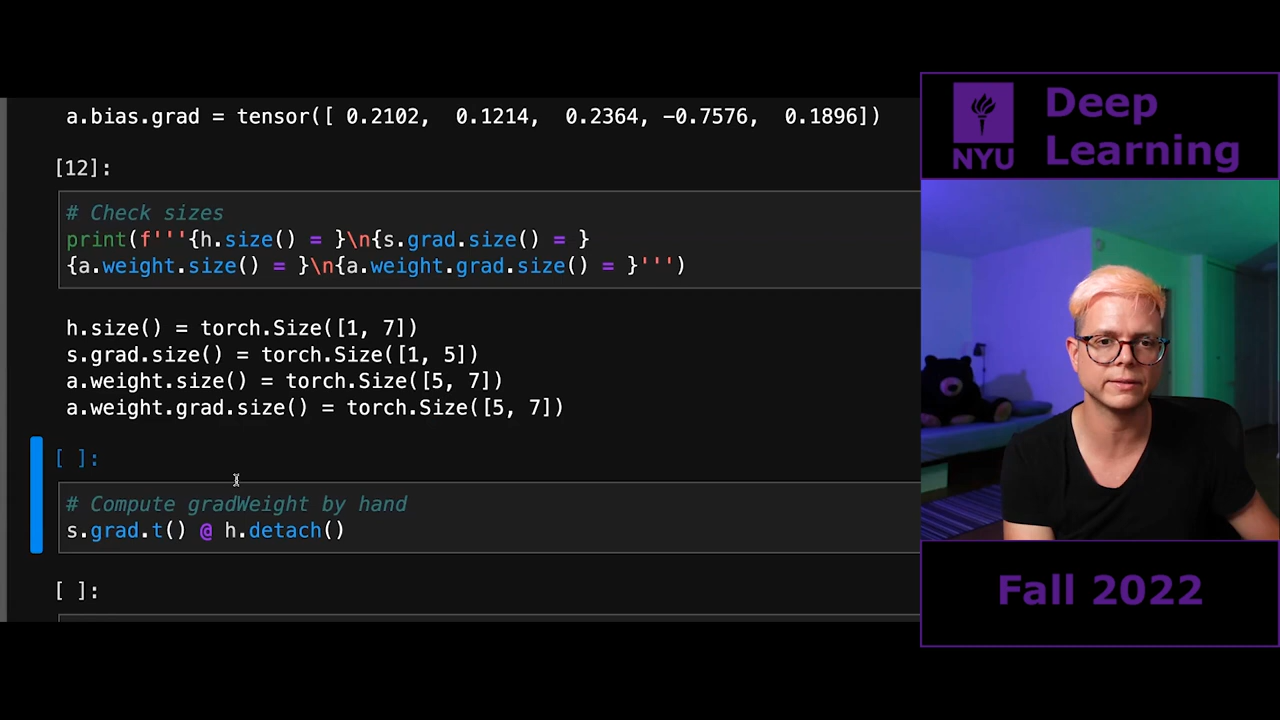 a.bias.grad = tensor([ 0.2102,  0.1214,  0.2364, -0.7576,  0.1896])
[12]:
# Check sizes
print(f'''{h.size() = }\n{s.grad.size() = }
{a.weight.size() = }\n{a.weight.grad.size() = }''')
h.size() = torch.Size([1, 7])
s.grad.size() = torch.Size([1, 5])
a.weight.size() = torch.Size([5, 7])
a.weight.grad.size() = torch.Size([5, 7])
[ ]:
# Compute gradWeight by hand
s.grad.t() @ h.detach()
[ ]:
NYU
Deep
Learning
Fall 2022